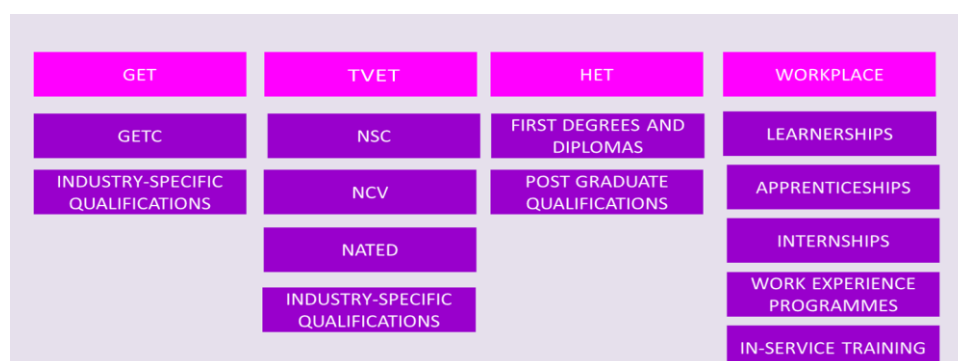 GET
GETC
INDUSTRY-SPECIFIC
QUALIFICATIONS
TVET
NSC
NCV
NATED
INDUSTRY-SPECIFIC
QUALIFICATIONS
HET
FIRST DEGREES AND
DIPLOMAS
POST GRADUATE
QUALIFICATIONS
WORKPLACE
LEARNERSHIPS
APPRENTICESHIPS
INTERNSHIPS
WORK EXPERIENCE
PROGRAMMES
IN-SERVICE TRAINING